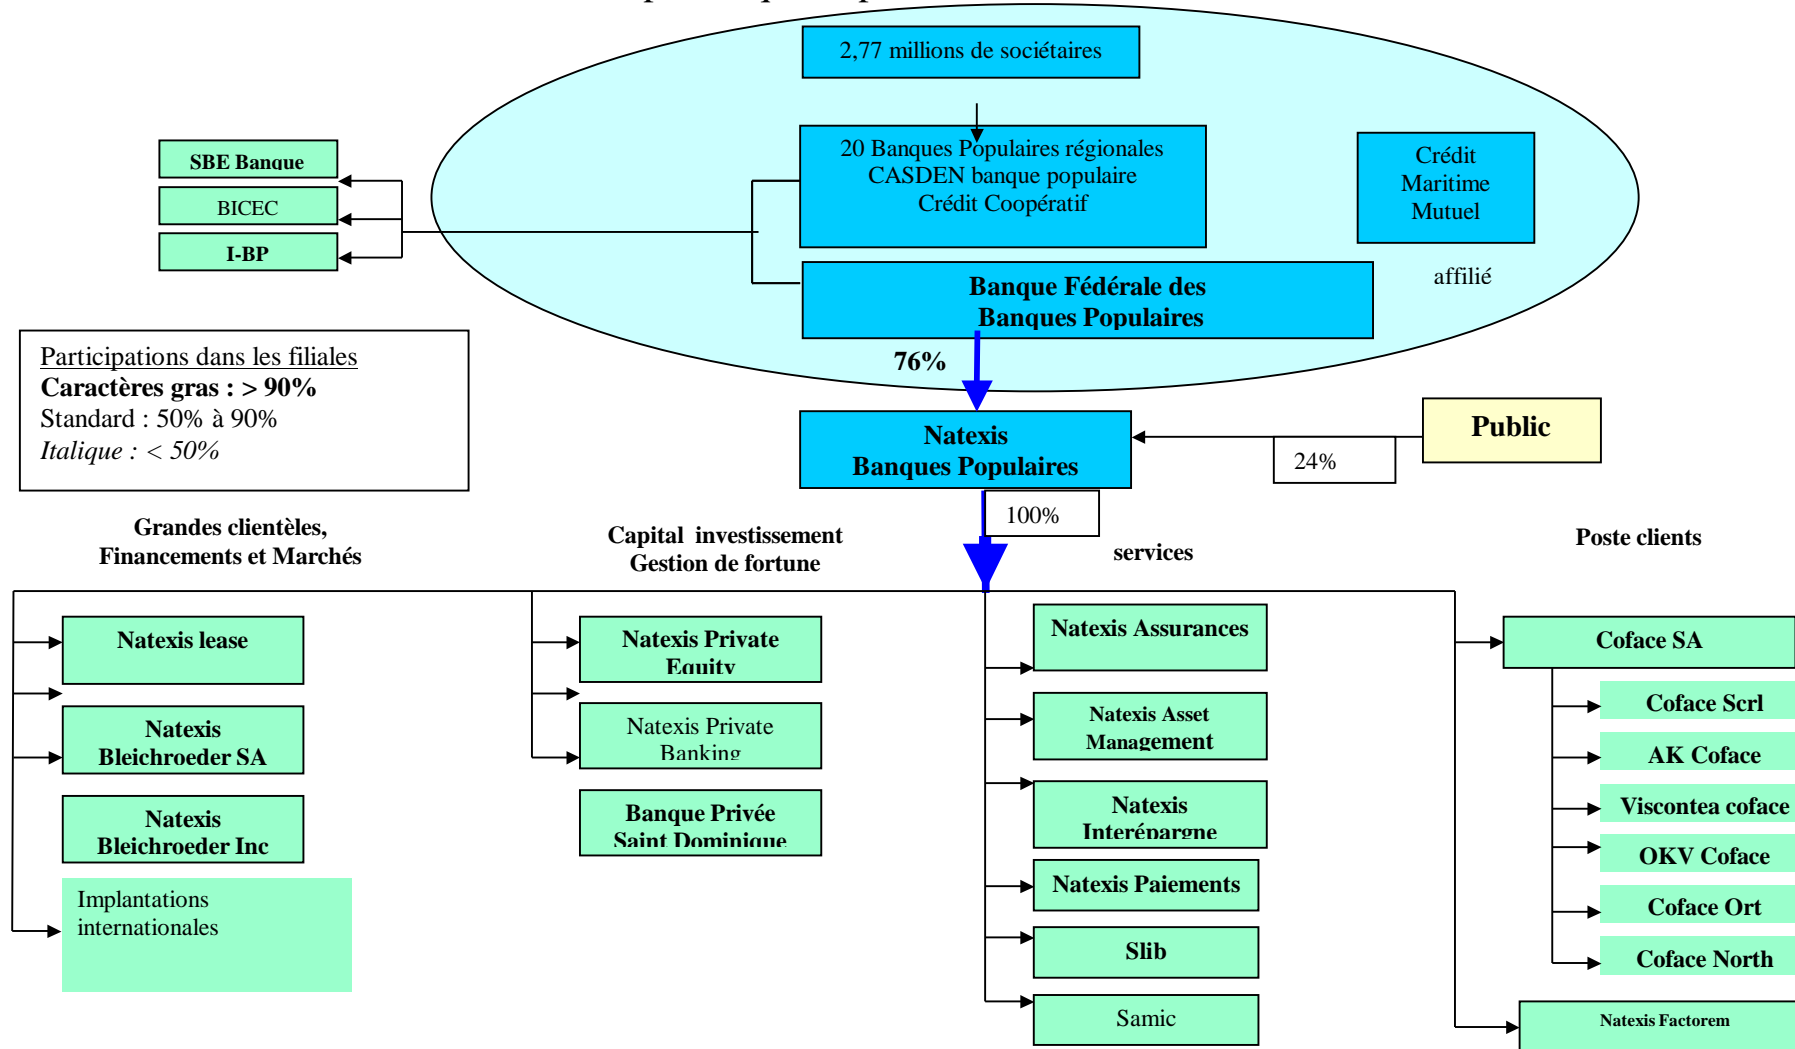 2,77 millions de sociétaires
20 Banques Populaires régionales
CASDEN banque populaire
Crédit Coopératif
Crédit
Maritime
Mutuel
affilié
SBE Banque
BICEC
I-BP
Banque Fédérale des
Banques Populaires
76%
Participations dans les filiales
Caractères gras : > 90%
Standard : 50% à 90%
Italique : < 50%
Natexis
Banques Populaires
Public
24%
100%
Grandes clientèles,
Financements et Marchés
Capital investissement
Gestion de fortune
services
Poste clients
Natexis lease
Natexis
Bleichroeder SA
Natexis
Bleichroeder Inc
Implantations
internationales
Natexis Private
Equity
Natexis Private
Banking
Banque Privée
Saint Dominique
Natexis Assurances
Natexis Asset
Management
Natexis
Interépargne
Natexis Paiements
Slib
Samic
Coface SA
Coface Scrl
AK Coface
Viscontea coface
OKV Coface
Coface Ort
Coface North
Natexis Factorem